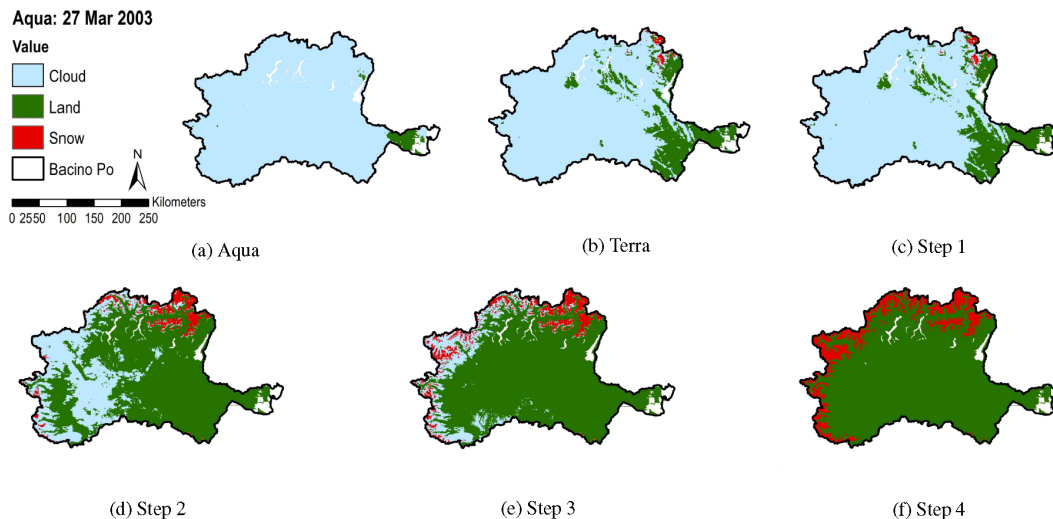 Aqua: 27 Mar 2003
Value
Cloud
Land
Snow
Bacino Po
N
Kilometers
0 2550 100 150 200 250
(a) Aqua
(b) Terra
(c) Step 1
(d) Step 2
(e) Step 3
(f) Step 4